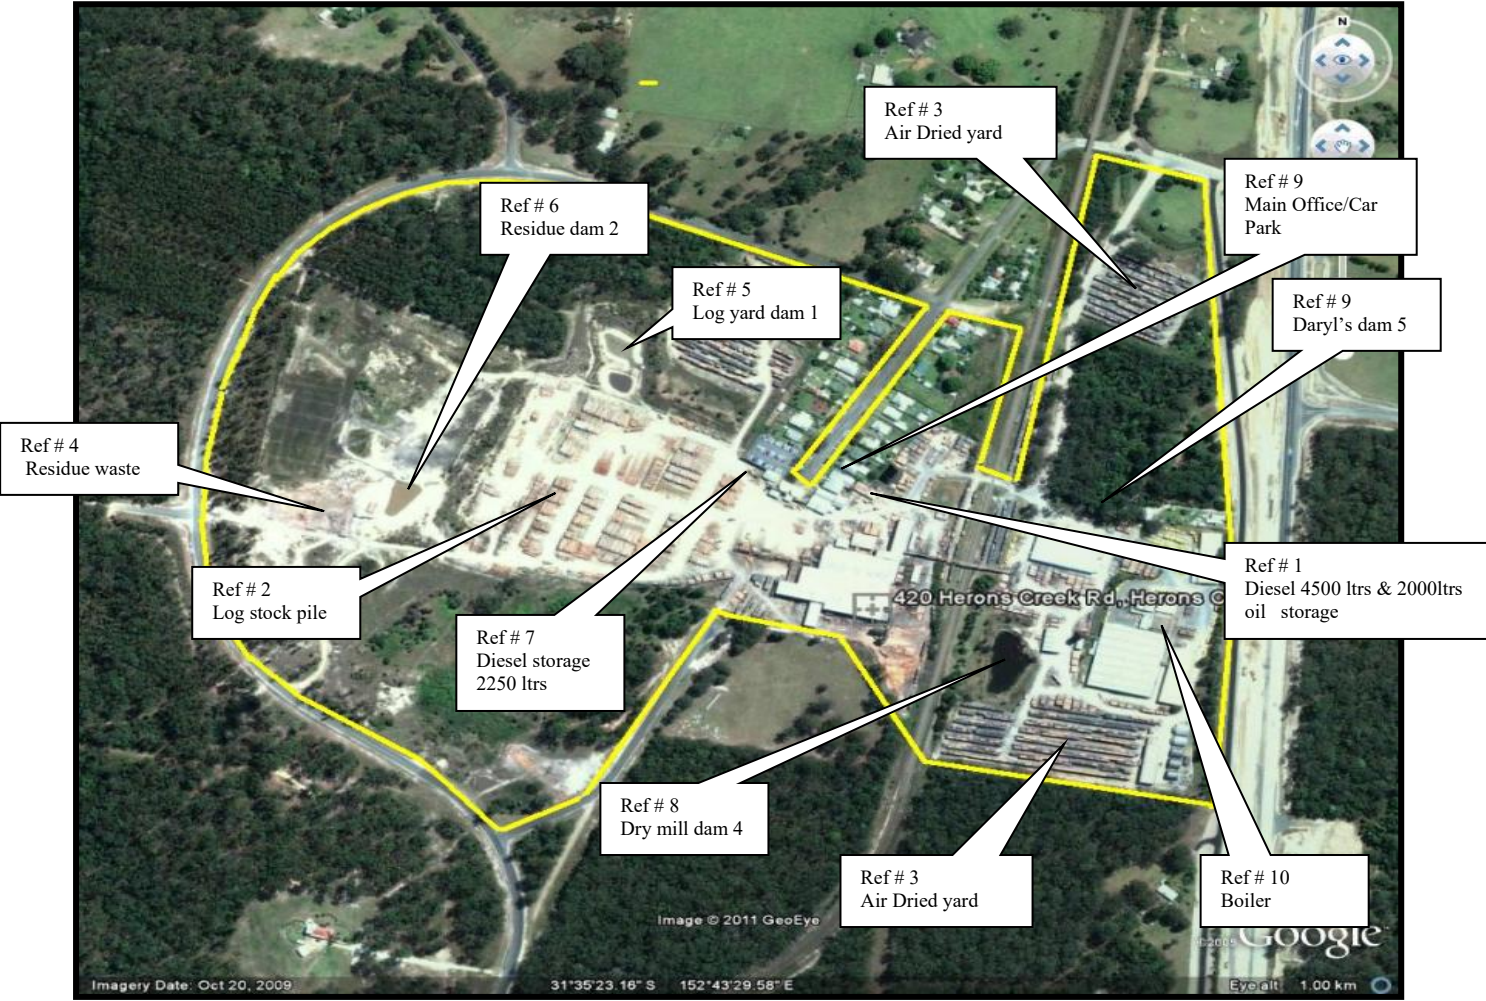 N
Ref # 3
Air Dried yard
Ref # 9
Main Office/Car
Park
Ref # 6
Residue dam 2
Ref # 5
Log yard dam 1
Ref # 9
Daryl’s dam 5
Ref # 4
Residue waste
Ref # 2
Log stock pile
Ref # 7
Diesel storage
2250 ltrs
Ref # 1
Diesel 4500 ltrs & 2000ltrs
oil storage
420 Herons Creek Rd, Herons C
Ref # 8
Dry mill dam 4
Ref # 3
Air Dried yard
Ref # 10
Boiler
Image © 2011 GeoEye
©2005 Google
Imagery Date: Oct 20, 2009
31°35'23.16" S 152°43'29.58" E
Eye alt 1.00 km